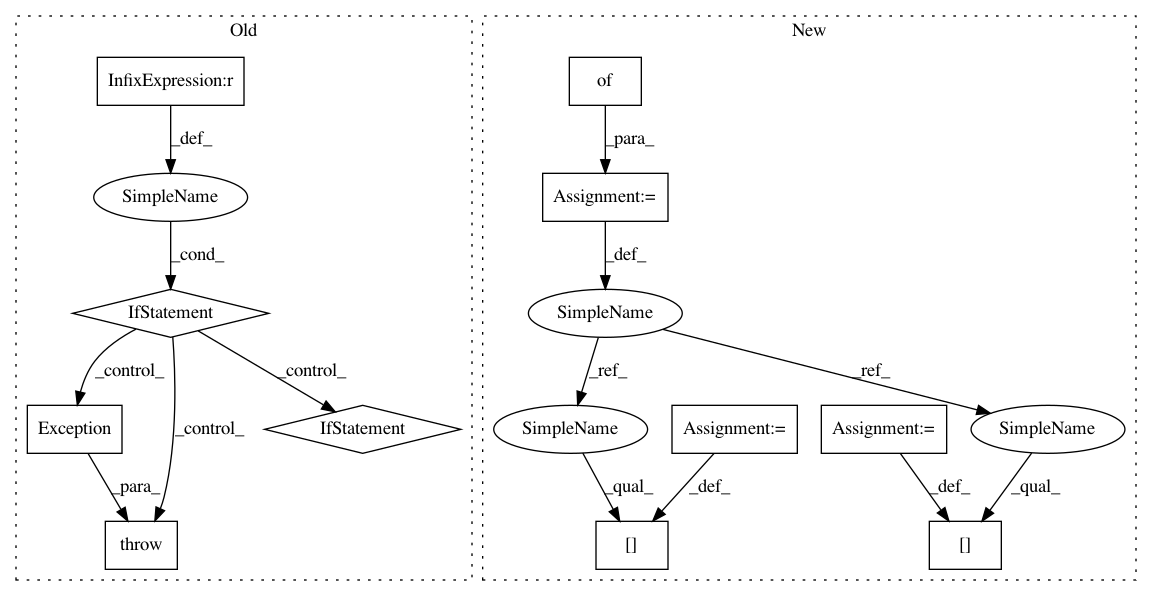 Old
New
InfixExpression:r
of
_def_
_para_
SimpleName
Assignment:=
_cond_
_def_
IfStatement
SimpleName
_control_
_control_
_ref_
_ref_
Exception
_control_
IfStatement
SimpleName
Assignment:=
Assignment:=
SimpleName
_para_
_qual_
_def_
_def_
_qual_
throw
[]
[]